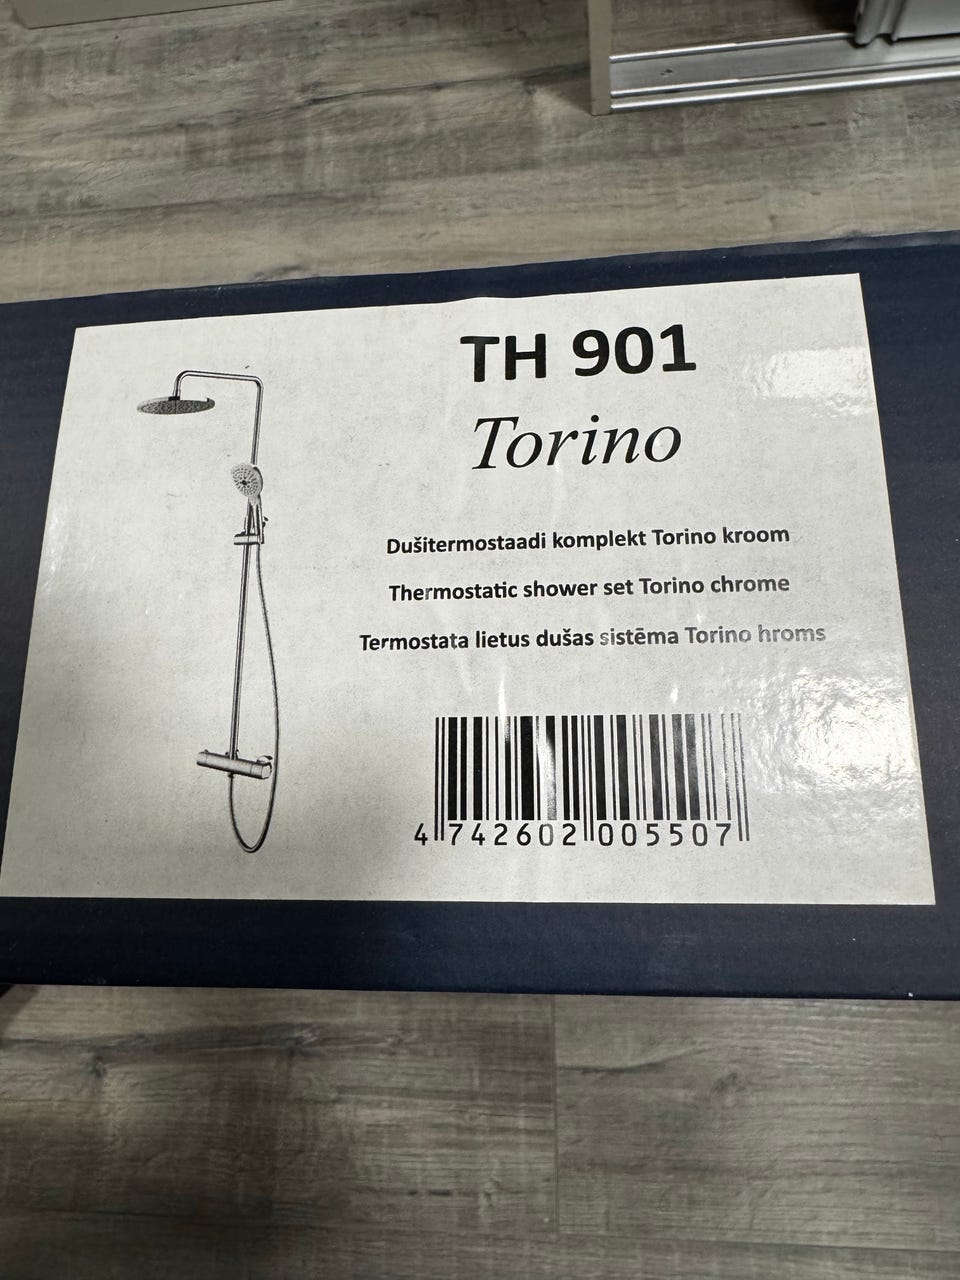 TH 901
Torino
Dušitermostaadi komplekt Torino kroom
Thermostatic shower set Torino chrome
Termostata lietus dušas sistēma Torino hroms
4 742602 005507